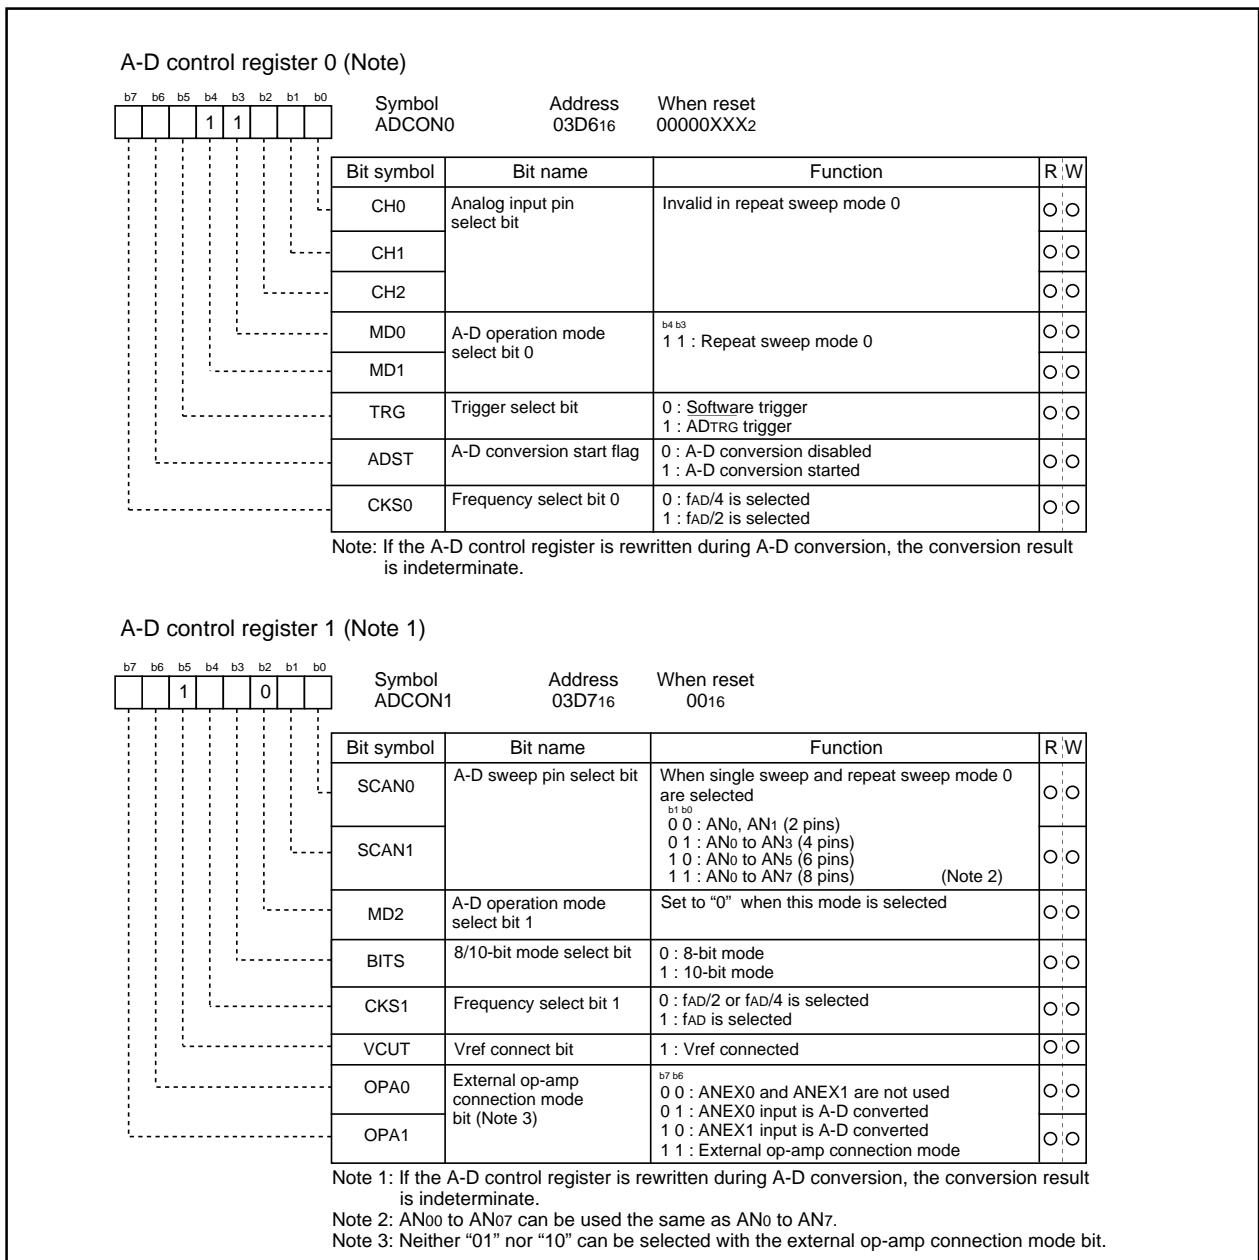 A-D control register 0 (Note)
b7 b6 b5 b4 b3 b2 b1 b0
1 1
Symbol Address When reset
ADCON0 03D616 00000XXX2
Bit symbol Bit name Function R W
CH0 Analog input pin select bit Invalid in repeat sweep mode 0
CH1
CH2
MD0 A-D operation mode select bit 0
b4 b3
1 1 : Repeat sweep mode 0
MD1
TRG Trigger select bit 0 : Software trigger
1 : ADTRG trigger
ADST A-D conversion start flag 0 : A-D conversion disabled
1 : A-D conversion started
CKS0 Frequency select bit 0 0 : fAD/4 is selected
1 : fAD/2 is selected
Note: If the A-D control register is rewritten during A-D conversion, the conversion result
is indeterminate.
A-D control register 1 (Note 1)
b7 b6 b5 b4 b3 b2 b1 b0
1 0
Symbol Address When reset
ADCON1 03D716 0016
Bit symbol Bit name Function R W
SCAN0 A-D sweep pin select bit When single sweep and repeat sweep mode 0
are selected
b1 b0
0 0 : AN0, AN1 (2 pins)
0 1 : AN0 to AN3 (4 pins)
SCAN1
1 0 : AN0 to AN5 (6 pins)
1 1 : AN0 to AN7 (8 pins) (Note 2)
MD2 A-D operation mode select bit 1 Set to “0” when this mode is selected
BITS 8/10-bit mode select bit 0 : 8-bit mode
1 : 10-bit mode
CKS1 Frequency select bit 1 0 : fAD/2 or fAD/4 is selected
1 : fAD is selected
VCUT Vref connect bit 1 : Vref connected
OPA0 External op-amp connection mode bit (Note 3)
b7 b6
0 0 : ANEX0 and ANEX1 are not used
0 1 : ANEX0 input is A-D converted
OPA1
1 0 : ANEX1 input is A-D converted
1 1 : External op-amp connection mode
Note 1: If the A-D control register is rewritten during A-D conversion, the conversion result
is indeterminate.
Note 2: AN00 to AN07 can be used the same as AN0 to AN7.
Note 3: Neither “01” nor “10” can be selected with the external op-amp connection mode bit.